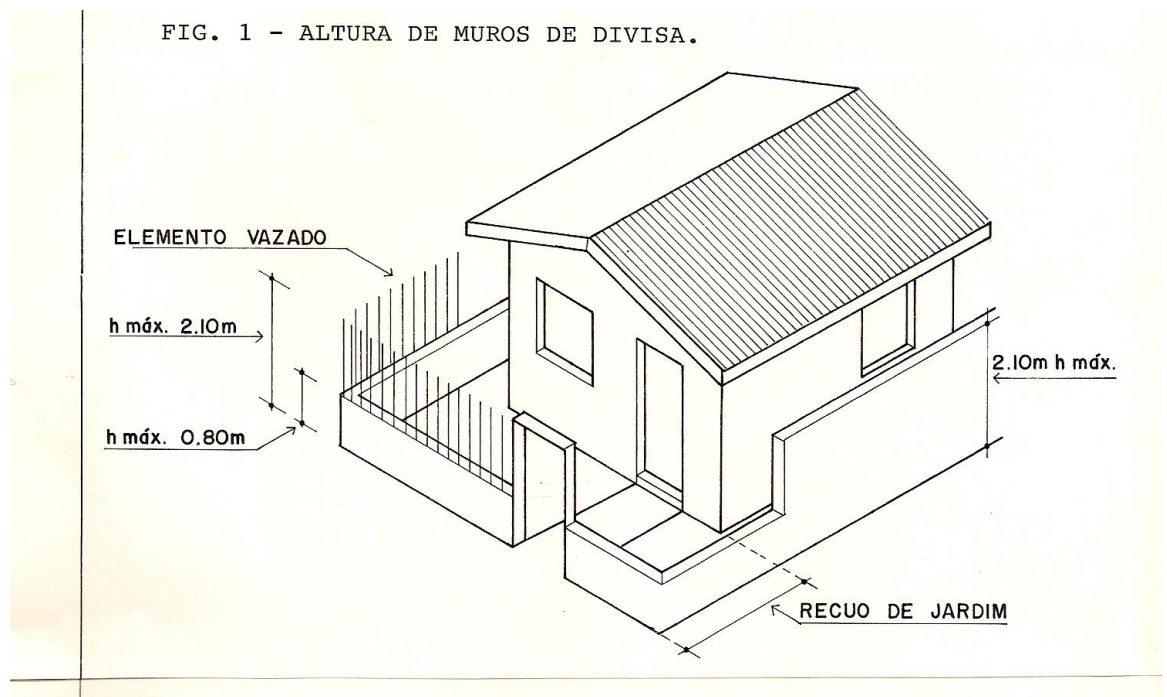 FIG. 1 - ALTURA DE MUROS DE DIVISA.
ELEMENTO VAZADO
h máx. 2.10m
h máx. 0.80m
2.10m h máx.
RECUO DE JARDIM